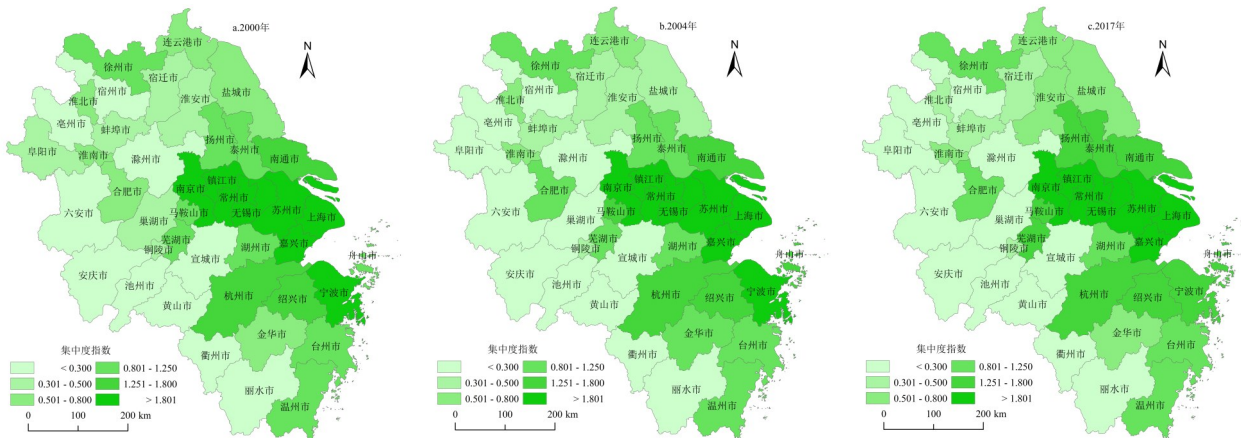 a.2000年
N
连云港市
徐州市
宿迁市
宿州市
淮北市
淮安市
盐城市
亳州市
蚌埠市
阜阳市
淮南市
滁州市
扬州市
泰州市
南通市
合肥市
南京市
镇江市
常州市
六安市
巢湖市
马鞍山市
无锡市
苏州市
上海市
芜湖市
铜陵市
宣城市
湖州市
嘉兴市
舟山市
安庆市
池州市
黄山市
杭州市
绍兴市
宁波市
金华市
衢州市
台州市
丽水市
温州市
集中度指数
< 0.300
0.801 - 1.250
0.301 - 0.500
1.251 - 1.800
0.501 - 0.800
> 1.801
0 100 200 km
b.2004年
N
连云港市
徐州市
宿迁市
宿州市
淮北市
淮安市
盐城市
亳州市
蚌埠市
阜阳市
淮南市
滁州市
扬州市
泰州市
南通市
合肥市
南京市
镇江市
常州市
六安市
巢湖市
马鞍山市
无锡市
苏州市
上海市
芜湖市
铜陵市
宣城市
湖州市
嘉兴市
舟山市
安庆市
池州市
黄山市
杭州市
绍兴市
宁波市
金华市
衢州市
台州市
丽水市
温州市
集中度指数
< 0.300
0.801 - 1.250
0.301 - 0.500
1.251 - 1.800
0.501 - 0.800
> 1.801
0 100 200 km
c.2017年
N
连云港市
徐州市
宿迁市
宿州市
淮北市
淮安市
盐城市
亳州市
蚌埠市
阜阳市
淮南市
滁州市
扬州市
泰州市
南通市
合肥市
南京市
镇江市
常州市
六安市
马鞍山市
无锡市
苏州市
上海市
芜湖市
铜陵市
宣城市
湖州市
嘉兴市
舟山市
安庆市
池州市
黄山市
杭州市
绍兴市
宁波市
金华市
衢州市
台州市
丽水市
温州市
集中度指数
< 0.300
0.801 - 1.250
0.301 - 0.500
1.251 - 1.800
0.501 - 0.800
> 1.801
0 100 200 km